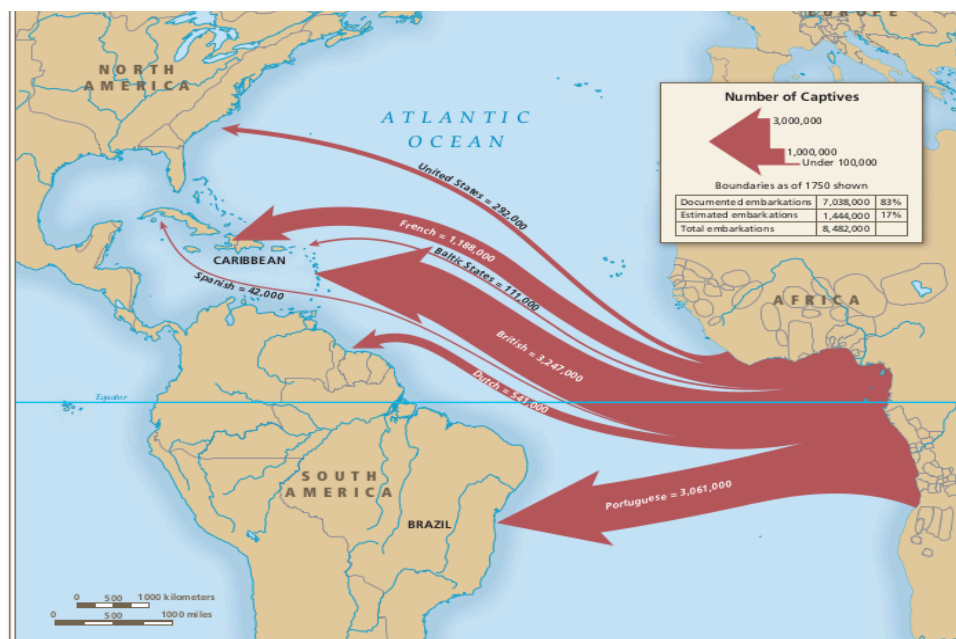 EUROPE
NORTH
AMERICA
ATLANTIC
OCEAN
Number of Captives
3,000,000
1,000,000
Under 100,000
Boundaries as of 1750 shown
Documented embarkations 7,038,000 83%
Estimated embarkations 1,444,000 17%
Total embarkations 8,482,000
United States = 292,000
French = 1,188,000
Baltic States = 111,000
CARIBBEAN
Spanish = 42,000
British = 3,247,000
Dutch = 541,000
AFRICA
Equator
SOUTH
AMERICA
BRAZIL
Portuguese = 3,061,000
0 500 1000 kilometers
0 500 1000 miles